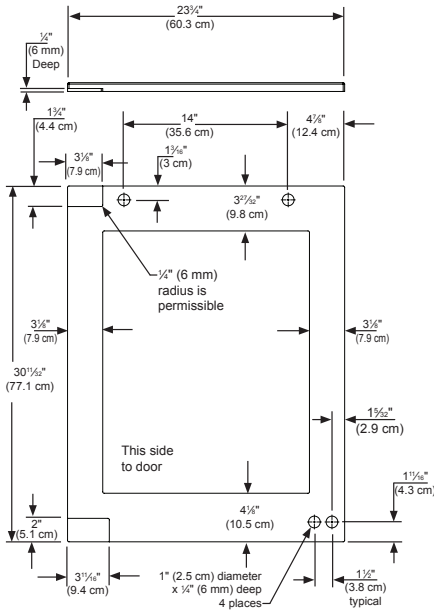 23¾"
(60.3 cm)
¼"
(6 mm)
Deep
1¾"
(4.4 cm)
14"
(35.6 cm)
4⅞"
(12.4 cm)
3⅛"
(7.9 cm)
1³⁄₁₆"
(3 cm)
3²⁷⁄₃₂"
(9.8 cm)
¼" (6 mm)
radius is
permissible
3⅛"
(7.9 cm)
3⅛"
(7.9 cm)
30¹¹⁄₃₂"
(77.1 cm)
1⁵⁄₃₂"
(2.9 cm)
This side
to door
1¹¹⁄₁₆"
(4.3 cm)
2"
(5.1 cm)
4⅛"
(10.5 cm)
3¹¹⁄₁₆"
(9.4 cm)
1" (2.5 cm) diameter
x ¼" (6 mm) deep
4 places
1½"
(3.8 cm)
typical